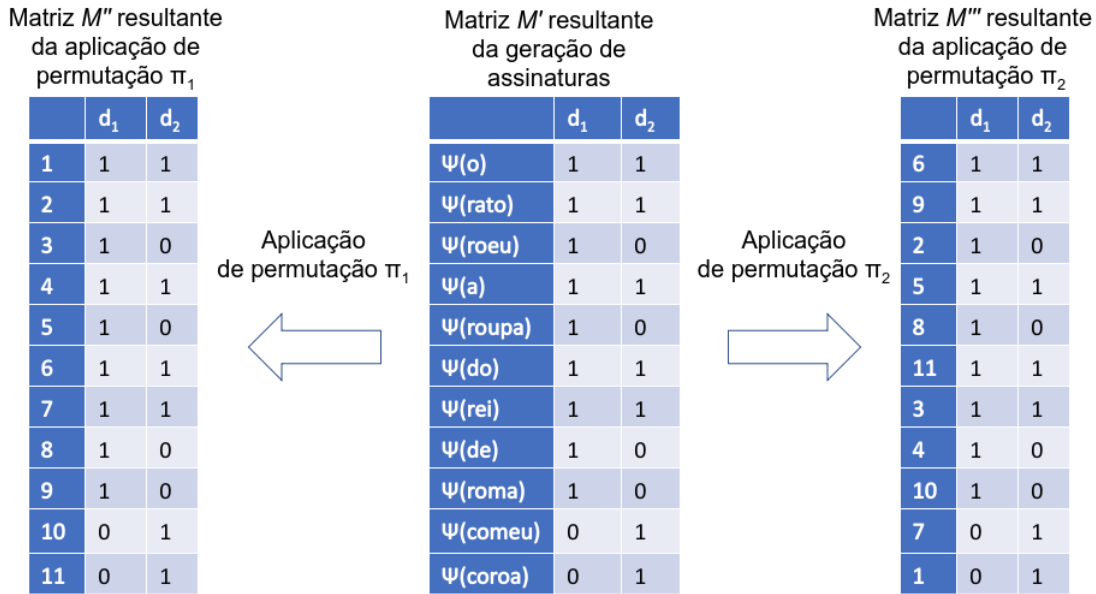 Matriz M'' resultante
da aplicação de
permutação π1
d1 d2
1 1 1
2 1 1
3 1 0
4 1 1
5 1 0
6 1 1
7 1 1
8 1 0
9 1 0
10 0 1
11 0 1
Aplicação
de permutação π1
Matriz M' resultante
da geração de
assinaturas
d1 d2
Ψ(o) 1 1
Ψ(rato) 1 1
Ψ(roeu) 1 0
Ψ(a) 1 1
Ψ(roupa) 1 0
Ψ(do) 1 1
Ψ(rei) 1 1
Ψ(de) 1 0
Ψ(roma) 1 0
Ψ(comeu) 0 1
Ψ(coroa) 0 1
Aplicação
de permutação π2
Matriz M''' resultante
da aplicação de
permutação π2
d1 d2
6 1 1
9 1 1
2 1 0
5 1 1
8 1 0
11 1 1
3 1 1
4 1 0
10 1 0
7 0 1
1 0 1